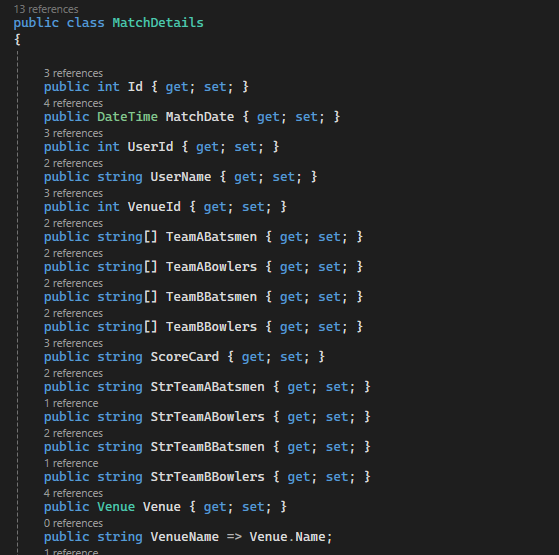 13 references
public class MatchDetails
{
3 references
public int Id { get; set; }
4 references
public DateTime MatchDate { get; set; }
3 references
public int UserId { get; set; }
2 references
public string UserName { get; set; }
3 references
public int VenueId { get; set; }
2 references
public string[] TeamABatsmen { get; set; }
2 references
public string[] TeamABowlers { get; set; }
2 references
public string[] TeamBBatsmen { get; set; }
2 references
public string[] TeamBBowlers { get; set; }
3 references
public string ScoreCard { get; set; }
2 references
public string StrTeamABatsmen { get; set; }
1 reference
public string StrTeamABowlers { get; set; }
2 references
public string StrTeamBBatsmen { get; set; }
1 reference
public string StrTeamBBowlers { get; set; }
4 references
public Venue Venue { get; set; }
0 references
public string VenueName => Venue.Name;
1 reference